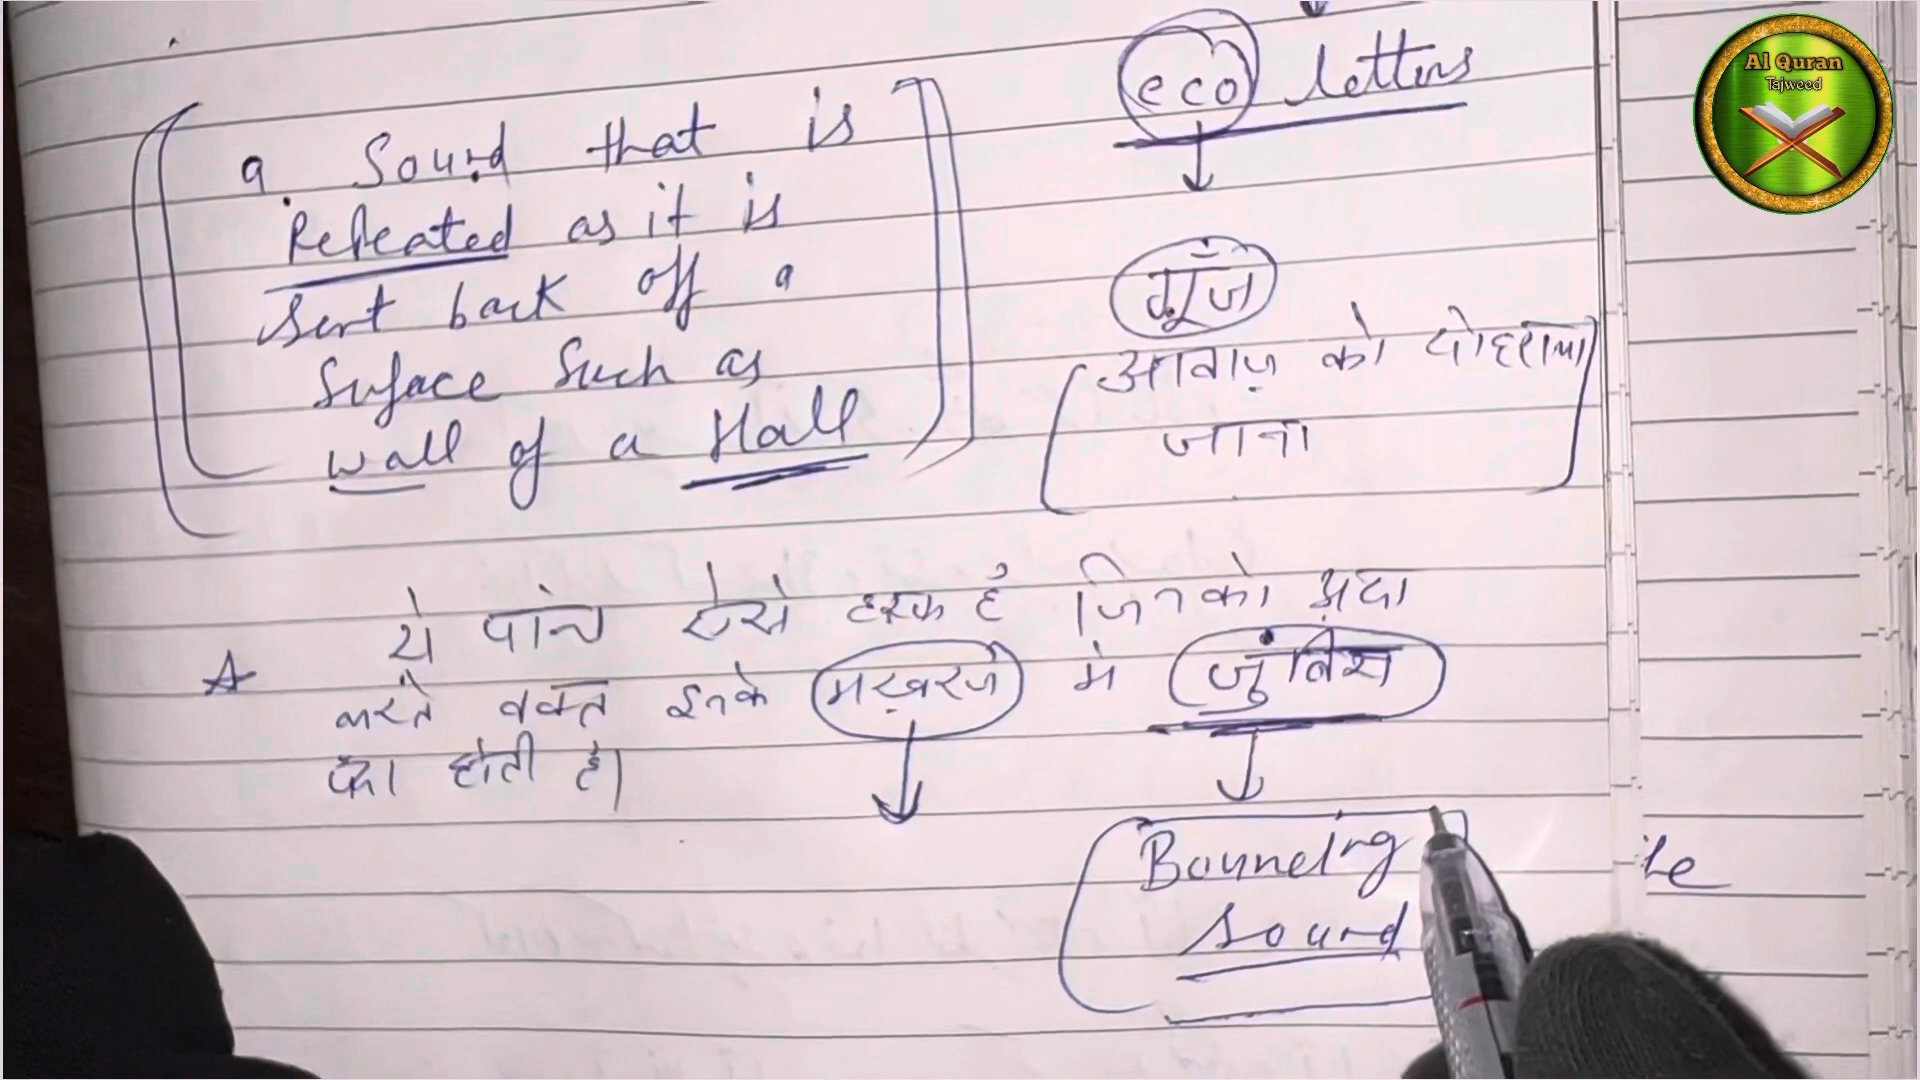 Al Quran
Tajweed
eco letters
a sound that is
Repeated as it is
Sent back off a
Suface Such as
wall of a Hall
गूँज
आवाज़ को दोहराया
जाना
ये पांच ऐसे हरूफ हैं जिनको अदा
करते वक्त इनके मख़रज में जुंबिश
होती है।
Bouncing
sound